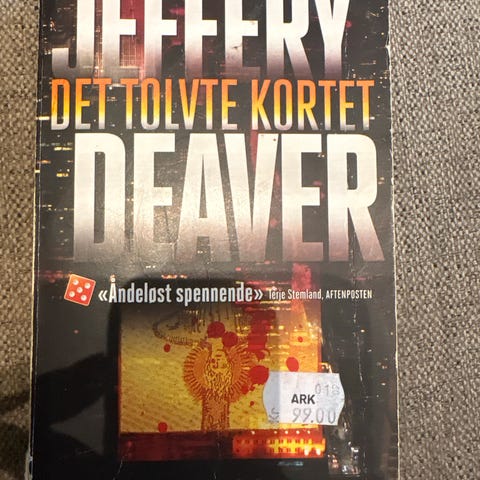 JEFFERY
DET TOLVTE KORTET
DEAVER
«Åndeløst spennende» Terje Stemland, AFTENPOSTEN
ARK
99.00